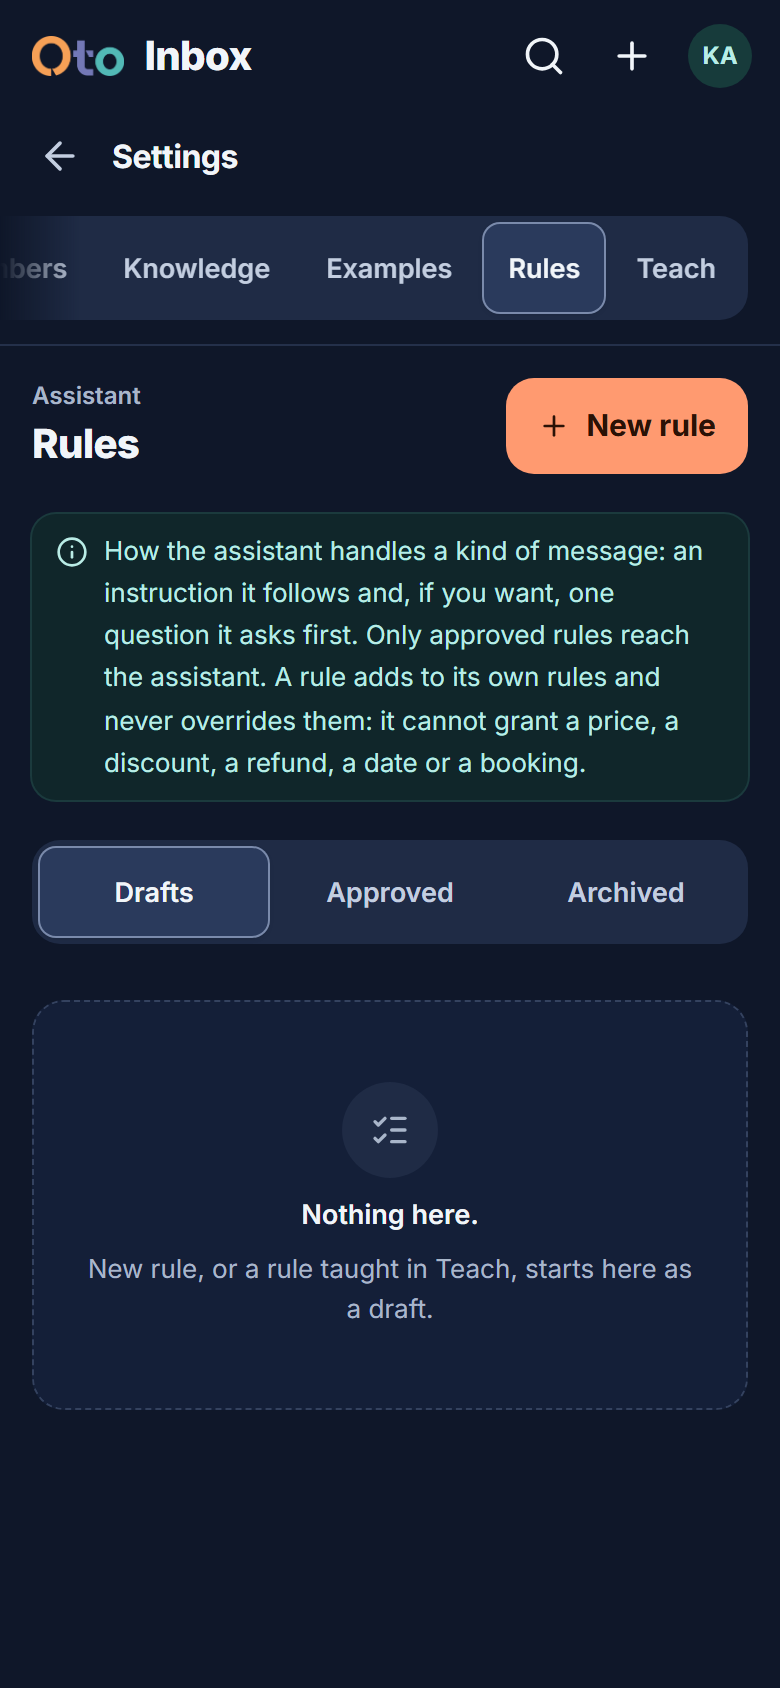 Oto Inbox
KA
Settings
Knowledge
Examples
Rules
Teach
Assistant
Rules
New rule
How the assistant handles a kind of message: an
instruction it follows and, if you want, one
question it asks first. Only approved rules reach
the assistant. A rule adds to its own rules and
never overrides them: it cannot grant a price, a
discount, a refund, a date or a booking.
Drafts
Approved
Archived
Nothing here.
New rule, or a rule taught in Teach, starts here as
a draft.